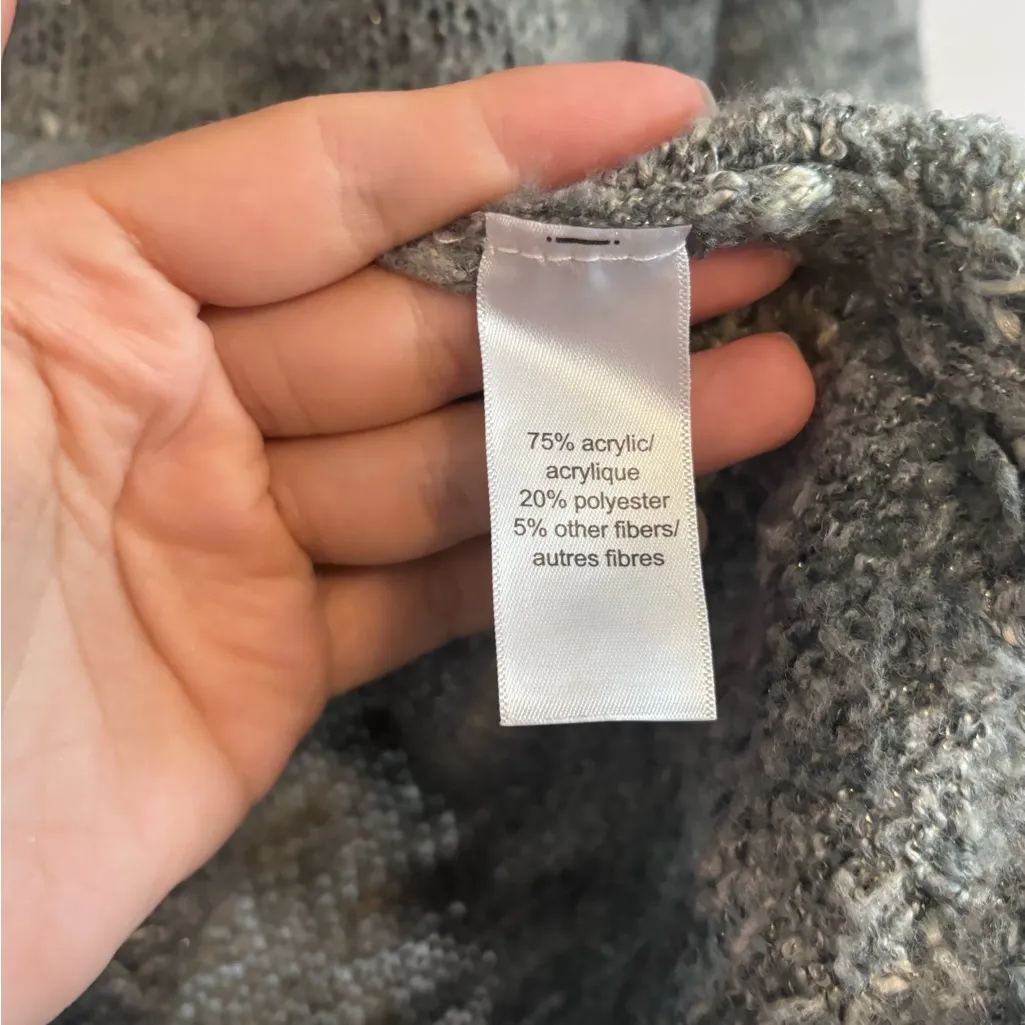 75% acrylic/
acrylique
20% polyester
5% other fibers/
autres fibres